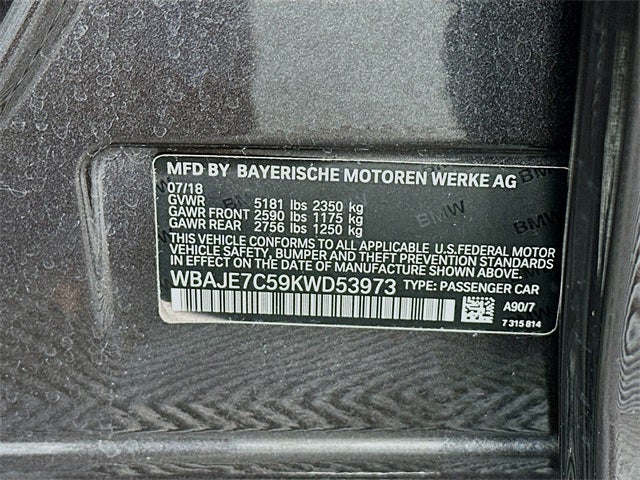 MFD BY BAYERISCHE MOTOREN WERKE AG
07/18
GVWR 5181 lbs 2350 kg
GAWR FRONT 2590 lbs 1175 kg
GAWR REAR 2756 lbs 1250 kg
THIS VEHICLE CONFORMS TO ALL APPLICABLE U.S.FEDERAL MOTOR
VEHICLE SAFETY, BUMPER AND THEFT PREVENTION STANDARDS
IN EFFECT ON THE DATE OF MANUFACTURE SHOWN ABOVE.
WBAJE7C59KWD53973 TYPE: PASSENGER CAR
A90/7
7 315 814
BMW
BMW
BMW